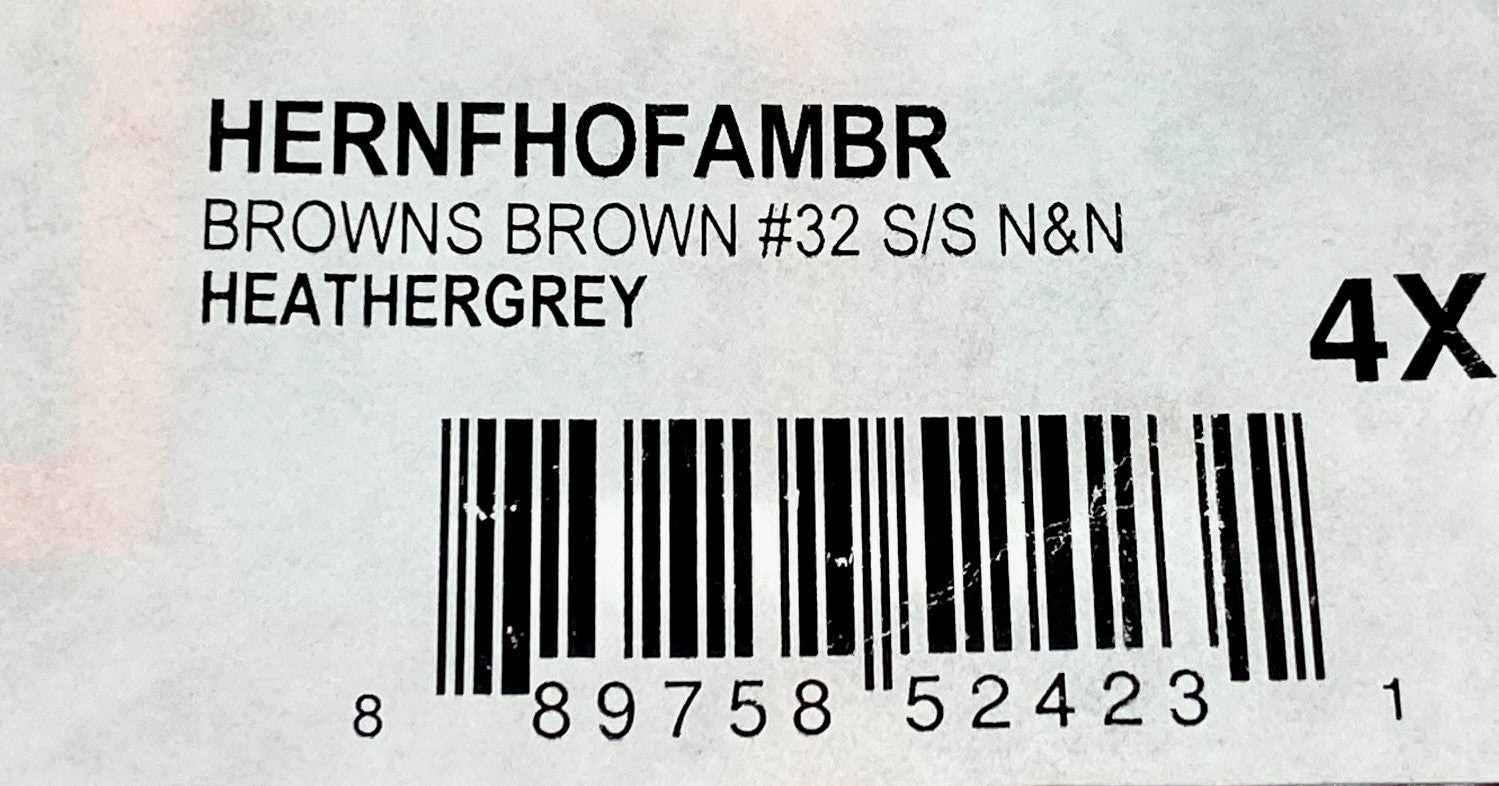 HERNFHOFAMBR
BROWNS BROWN #32 S/S N&N
HEATHERGREY
4X
8 89758 52423 1